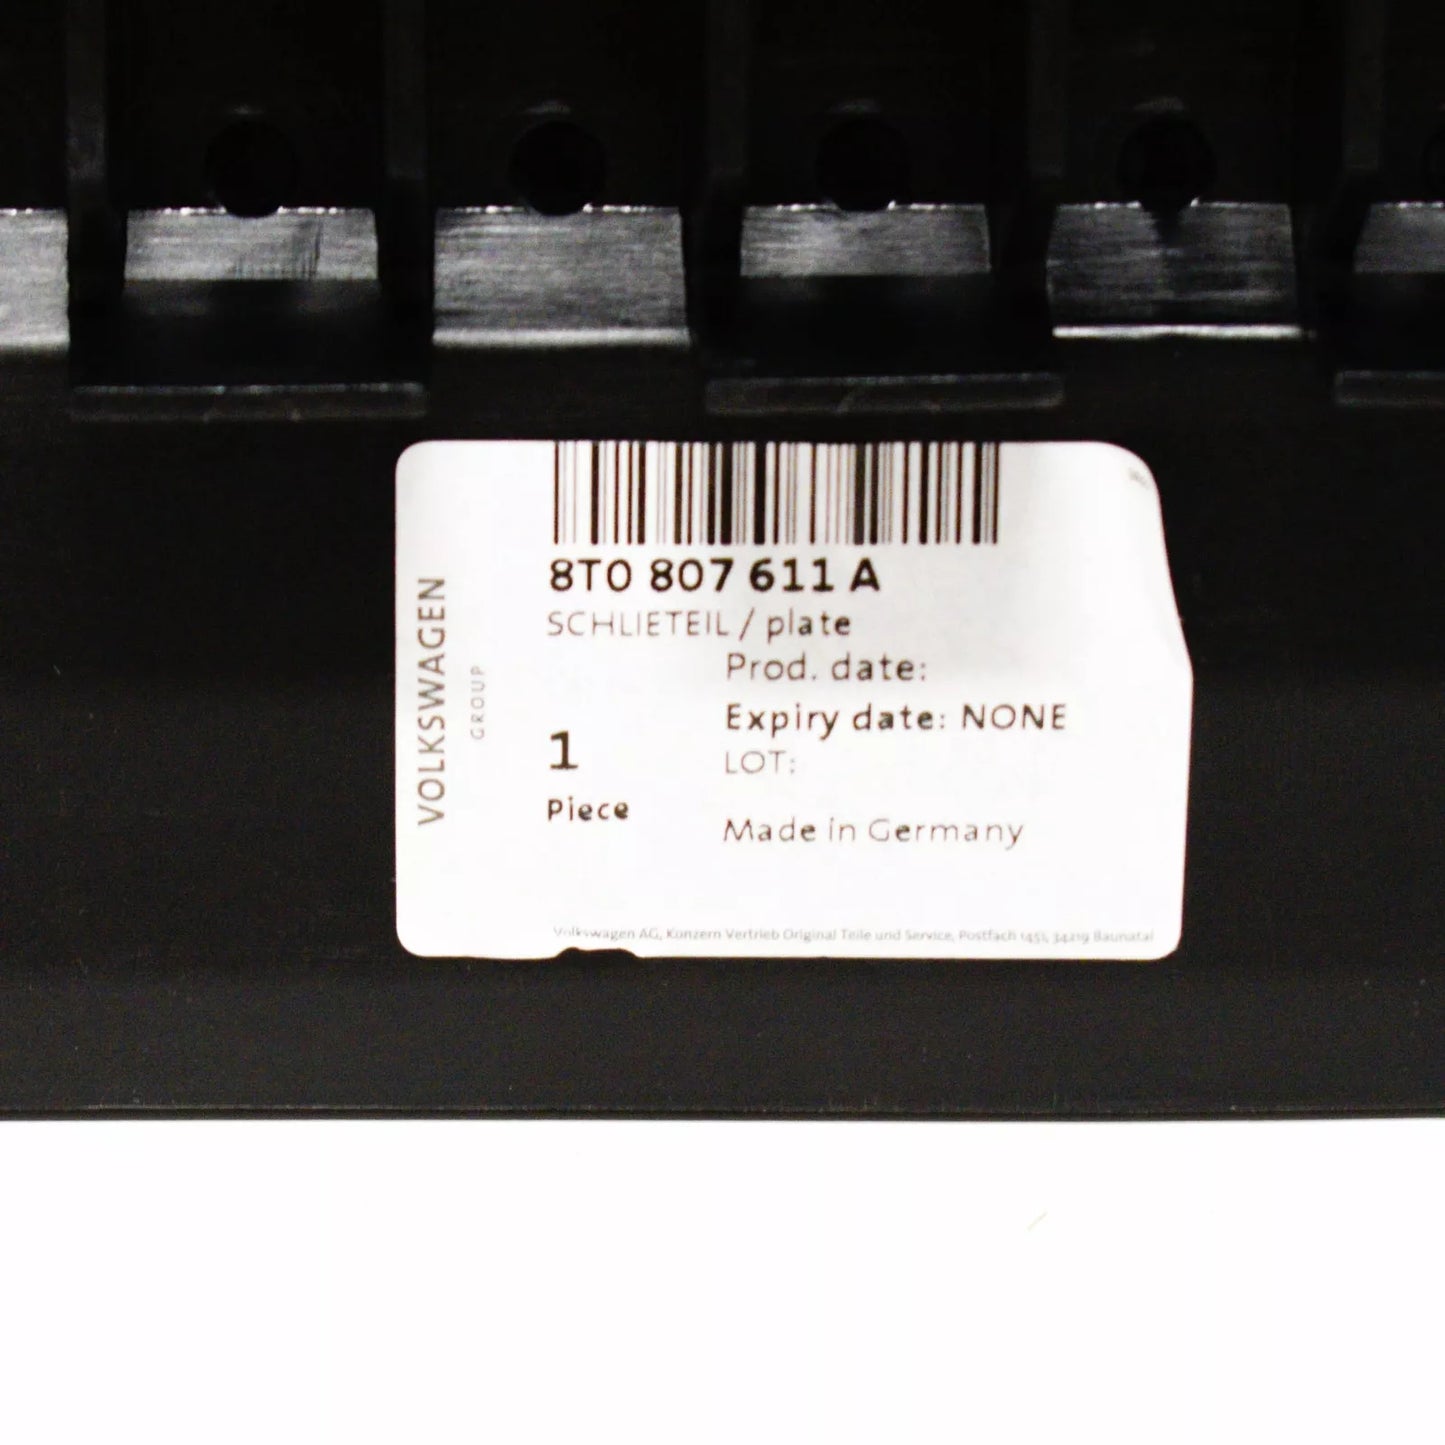 8T0 807 611 A
SCHLIETEIL / plate
Prod. date:
Expiry date: NONE
LOT:
1
Piece
Made in Germany
VOLKSWAGEN
GROUP
Volkswagen AG, Konzern Vertrieb Original Teile und Service, Postfach 1451, 34219 Baunatal